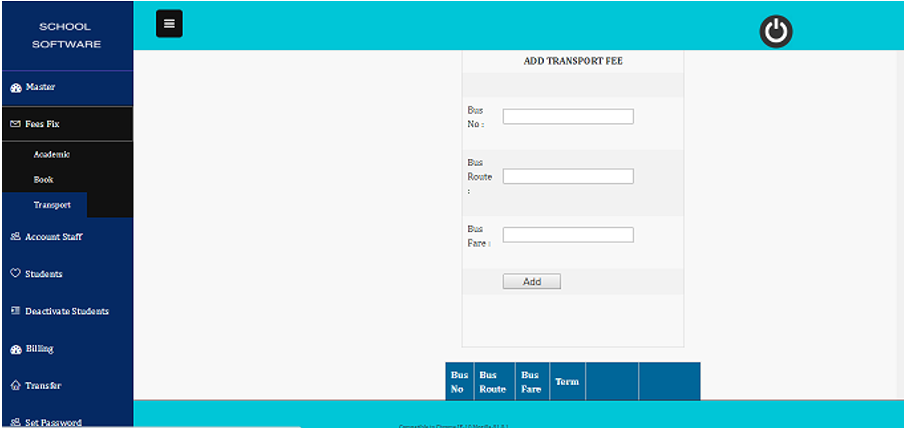 SCHOOL
SOFTWARE
Master
Fees Fix
Academic
Book
Transport
Account Staff
Students
Deactivate Students
Billing
Transfer
Set Password
ADD TRANSPORT FEE
Bus
No :
Bus
Route
:
Bus
Fare :
Add
Bus No
Bus Route
Bus Fare
Term